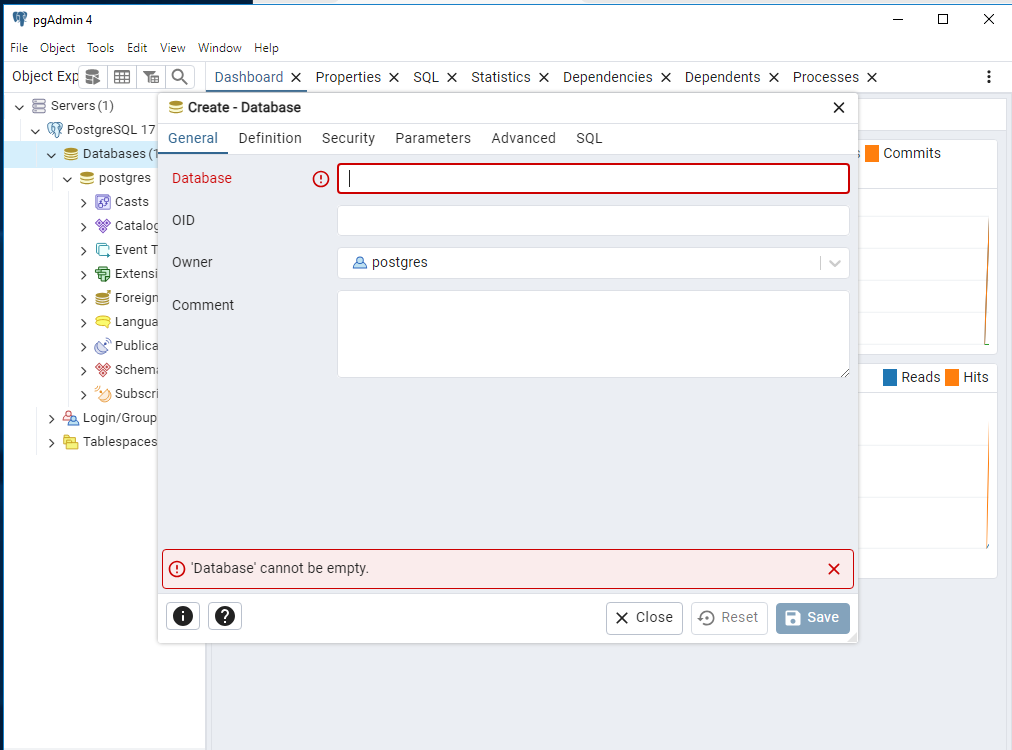 pgAdmin 4
File Object Tools Edit View Window Help
Object Exp
Dashboard Properties SQL Statistics Dependencies Dependents Processes
Servers (1)
PostgreSQL 17
Databases (1
postgres
Casts
Catalog
Event T
Extensi
Foreign
Langua
Publica
Schema
Subscri
Login/Group
Tablespaces
Create - Database
General Definition Security Parameters Advanced SQL
Database
OID
Owner postgres
Comment
'Database' cannot be empty.
Close Reset Save
s Commits
Reads Hits